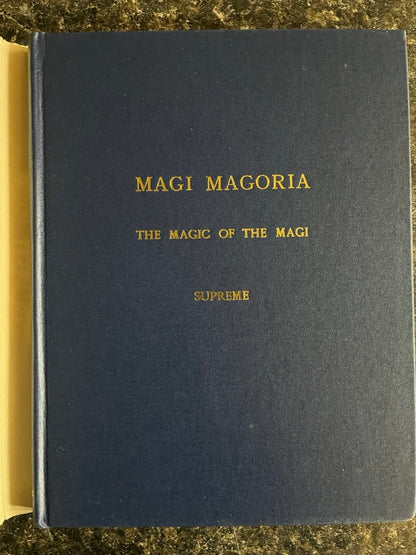 MAGI MAGORIA
THE MAGIC OF THE MAGI
SUPREME